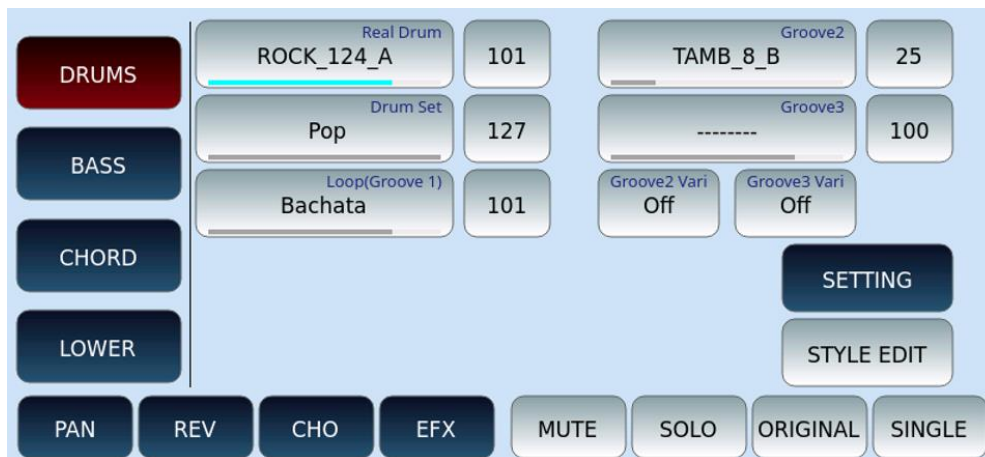 DRUMS
BASS
CHORD
LOWER
Real Drum
ROCK_124_A
101
Groove2
TAMB_8_B
25
Drum Set
Pop
127
Groove3
--------
100
Loop(Groove 1)
Bachata
101
Groove2 Vari
Off
Groove3 Vari
Off
SETTING
STYLE EDIT
PAN
REV
CHO
EFX
MUTE
SOLO
ORIGINAL
SINGLE